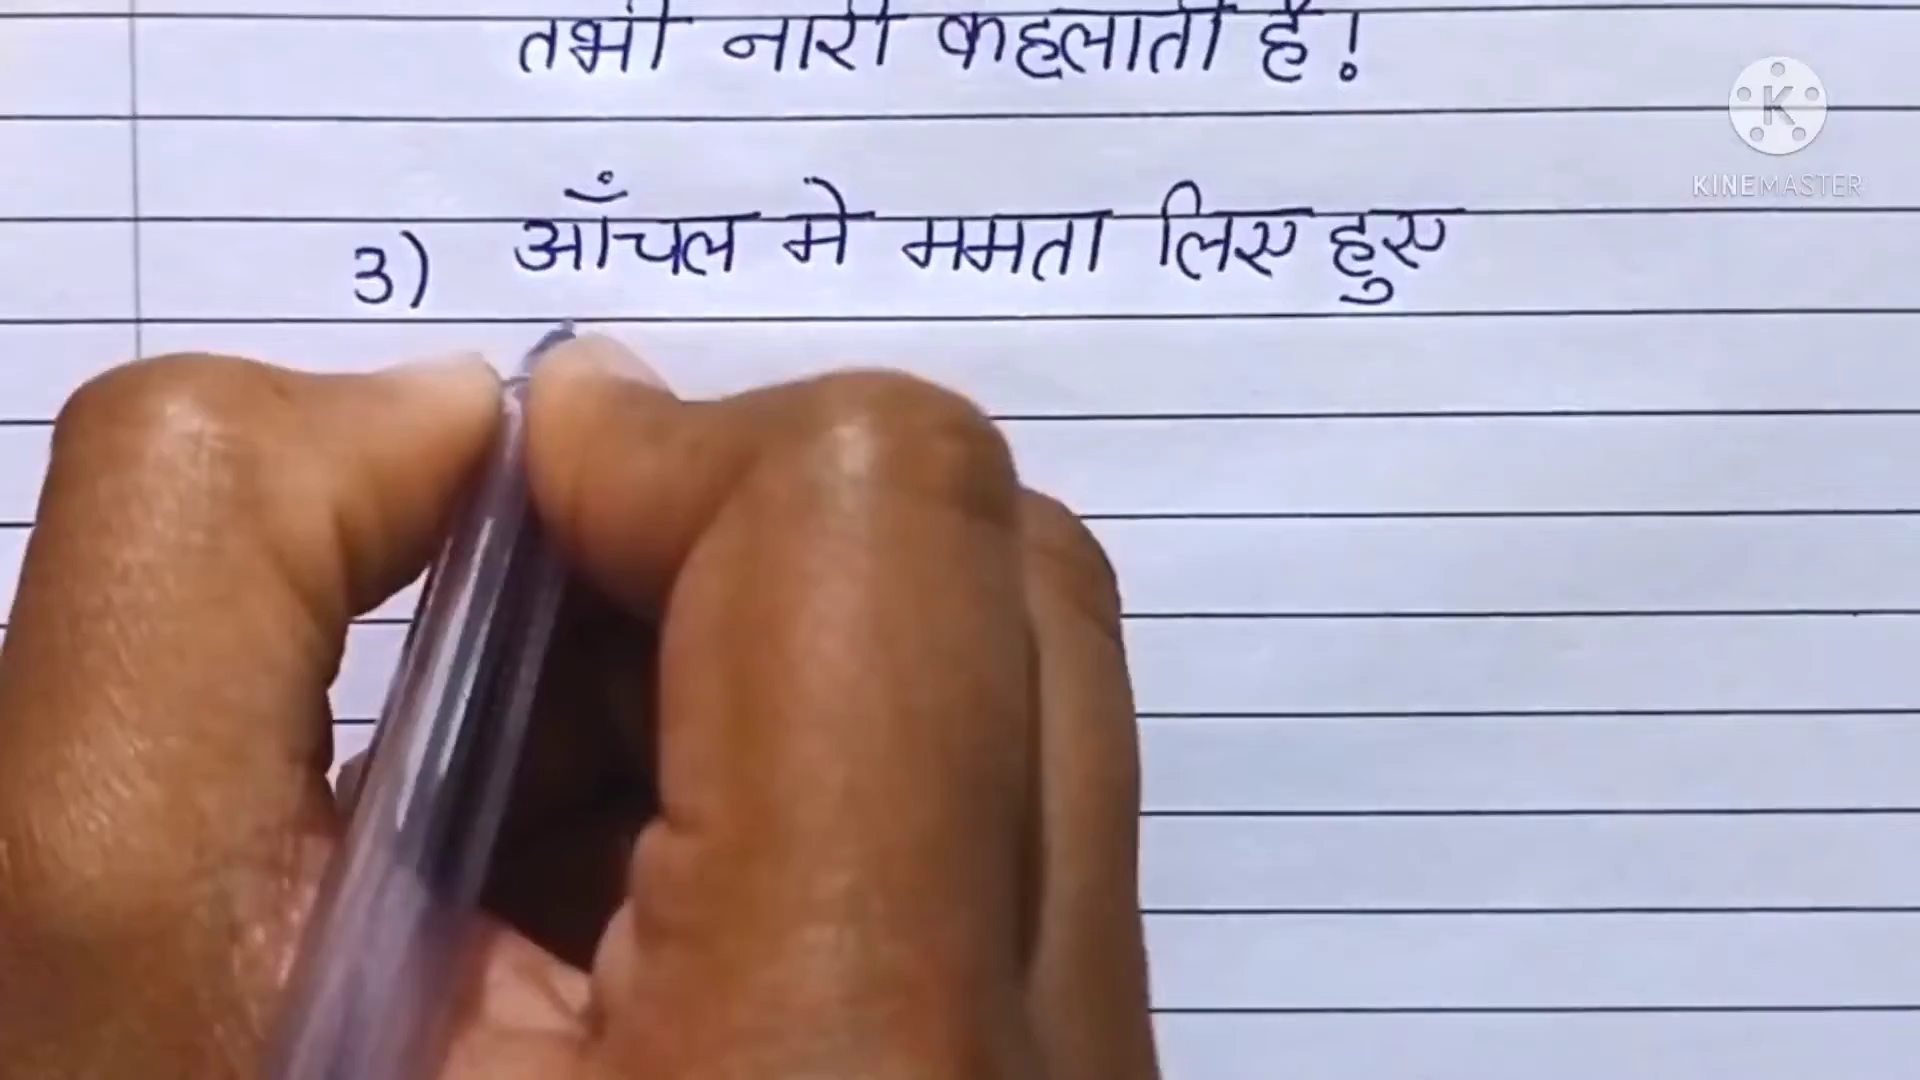 तभी नारी कहलाती है!
K
KINEMASTER
3) आँचल मे ममता लिए हुए